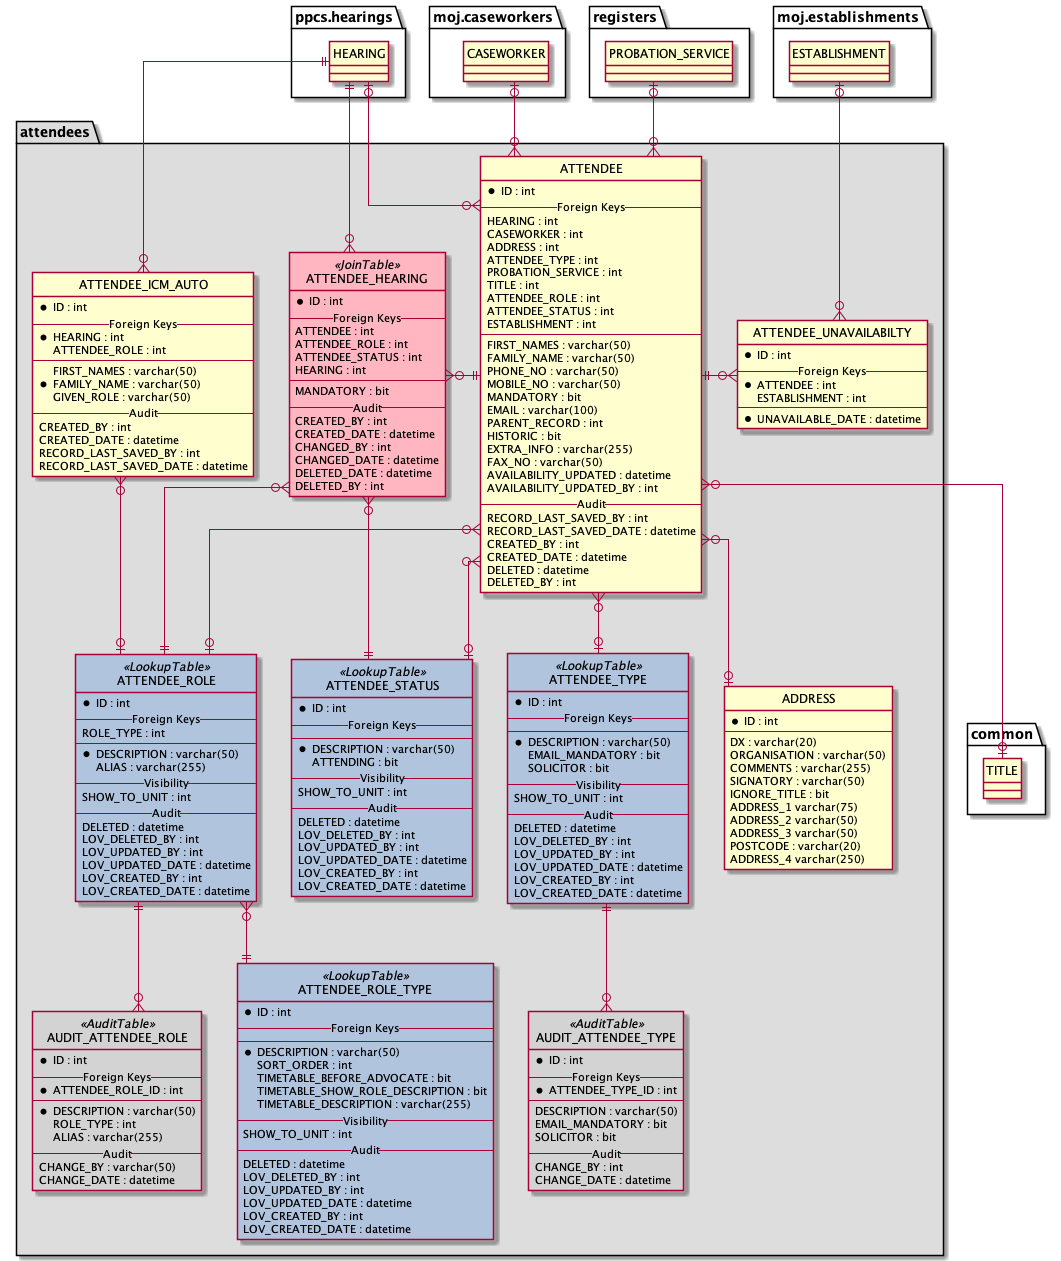 ppcs.hearings
HEARING
moj.caseworkers
CASEWORKER
registers
PROBATION_SERVICE
moj.establishments
ESTABLISHMENT
attendees
ATTENDEE
ID : int
Foreign Keys
HEARING : int
CASEWORKER : int
ADDRESS : int
ATTENDEE_TYPE : int
PROBATION_SERVICE : int
TITLE : int
ATTENDEE_ROLE : int
ATTENDEE_STATUS : int
ESTABLISHMENT : int
FIRST_NAMES : varchar(50)
FAMILY_NAME : varchar(50)
PHONE_NO : varchar(50)
MOBILE_NO : varchar(50)
MANDATORY : bit
EMAIL : varchar(100)
PARENT_RECORD : int
HISTORIC : bit
EXTRA_INFO : varchar(255)
FAX_NO : varchar(50)
AVAILABILITY_UPDATED : datetime
AVAILABILITY_UPDATED_BY : int
Audit
RECORD_LAST_SAVED_BY : int
RECORD_LAST_SAVED_DATE : datetime
CREATED_BY : int
CREATED_DATE : datetime
DELETED : datetime
DELETED_BY : int
ATTENDEE_ICM_AUTO
ID : int
Foreign Keys
HEARING : int
ATTENDEE_ROLE : int
FIRST_NAMES : varchar(50)
FAMILY_NAME : varchar(50)
GIVEN_ROLE : varchar(50)
Audit
CREATED_BY : int
CREATED_DATE : datetime
RECORD_LAST_SAVED_BY : int
RECORD_LAST_SAVED_DATE : datetime
«JoinTable»
ATTENDEE_HEARING
ID : int
Foreign Keys
ATTENDEE : int
ATTENDEE_ROLE : int
ATTENDEE_STATUS : int
HEARING : int
MANDATORY : bit
Audit
CREATED_BY : int
CREATED_DATE : datetime
CHANGED_BY : int
CHANGED_DATE : datetime
DELETED_DATE : datetime
DELETED_BY : int
ATTENDEE_UNAVAILABILTY
ID : int
Foreign Keys
ATTENDEE : int
ESTABLISHMENT : int
UNAVAILABLE_DATE : datetime
«LookupTable»
ATTENDEE_ROLE
ID : int
Foreign Keys
ROLE_TYPE : int
DESCRIPTION : varchar(50)
ALIAS : varchar(255)
Visibility
SHOW_TO_UNIT : int
Audit
DELETED : datetime
LOV_DELETED_BY : int
LOV_UPDATED_BY : int
LOV_UPDATED_DATE : datetime
LOV_CREATED_BY : int
LOV_CREATED_DATE : datetime
«LookupTable»
ATTENDEE_STATUS
ID : int
Foreign Keys
DESCRIPTION : varchar(50)
ATTENDING : bit
Visibility
SHOW_TO_UNIT : int
Audit
DELETED : datetime
LOV_DELETED_BY : int
LOV_UPDATED_BY : int
LOV_UPDATED_DATE : datetime
LOV_CREATED_BY : int
LOV_CREATED_DATE : datetime
«LookupTable»
ATTENDEE_TYPE
ID : int
Foreign Keys
DESCRIPTION : varchar(50)
EMAIL_MANDATORY : bit
SOLICITOR : bit
Visibility
SHOW_TO_UNIT : int
Audit
DELETED : datetime
LOV_DELETED_BY : int
LOV_UPDATED_BY : int
LOV_UPDATED_DATE : datetime
LOV_CREATED_BY : int
LOV_CREATED_DATE : datetime
ADDRESS
ID : int
DX : varchar(20)
ORGANISATION : varchar(50)
COMMENTS : varchar(255)
SIGNATORY : varchar(50)
IGNORE_TITLE : bit
ADDRESS_1 varchar(75)
ADDRESS_2 varchar(50)
ADDRESS_3 varchar(50)
POSTCODE : varchar(20)
ADDRESS_4 varchar(250)
common
TITLE
«AuditTable»
AUDIT_ATTENDEE_ROLE
ID : int
Foreign Keys
ATTENDEE_ROLE_ID : int
DESCRIPTION : varchar(50)
ROLE_TYPE : int
ALIAS : varchar(255)
Audit
CHANGE_BY : varchar(50)
CHANGE_DATE : datetime
«LookupTable»
ATTENDEE_ROLE_TYPE
ID : int
Foreign Keys
DESCRIPTION : varchar(50)
SORT_ORDER : int
TIMETABLE_BEFORE_ADVOCATE : bit
TIMETABLE_SHOW_ROLE_DESCRIPTION : bit
TIMETABLE_DESCRIPTION : varchar(255)
Visibility
SHOW_TO_UNIT : int
Audit
DELETED : datetime
LOV_DELETED_BY : int
LOV_UPDATED_BY : int
LOV_UPDATED_DATE : datetime
LOV_CREATED_BY : int
LOV_CREATED_DATE : datetime
«AuditTable»
AUDIT_ATTENDEE_TYPE
ID : int
Foreign Keys
ATTENDEE_TYPE_ID : int
DESCRIPTION : varchar(50)
EMAIL_MANDATORY : bit
SOLICITOR : bit
Audit
CHANGE_BY : int
CHANGE_DATE : datetime